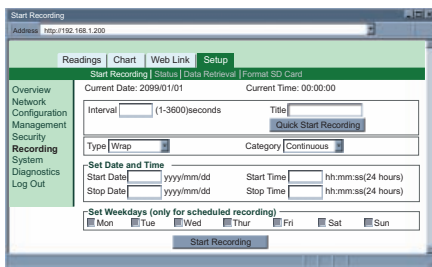 Start Recording
Address http://192.168.1.200
Readings Chart Web Link Setup
Start Recording | Status | Data Retrieval | Format SD Card
Overview
Network
Configuration
Management
Security
Recording
System
Diagnostics
Log Out
Current Date: 2099/01/01 Current Time: 00:00:00
Interval (1-3600)seconds Title
Quick Start Recording
Type Wrap Category Continuous
Set Date and Time
Start Date yyyy/mm/dd Start Time hh:mm:ss(24 hours)
Stop Date yyyy/mm/dd Stop Time hh:mm:ss(24 hours)
Set Weekdays (only for scheduled recording)
Mon Tue Wed Thur Fri Sat Sun
Start Recording